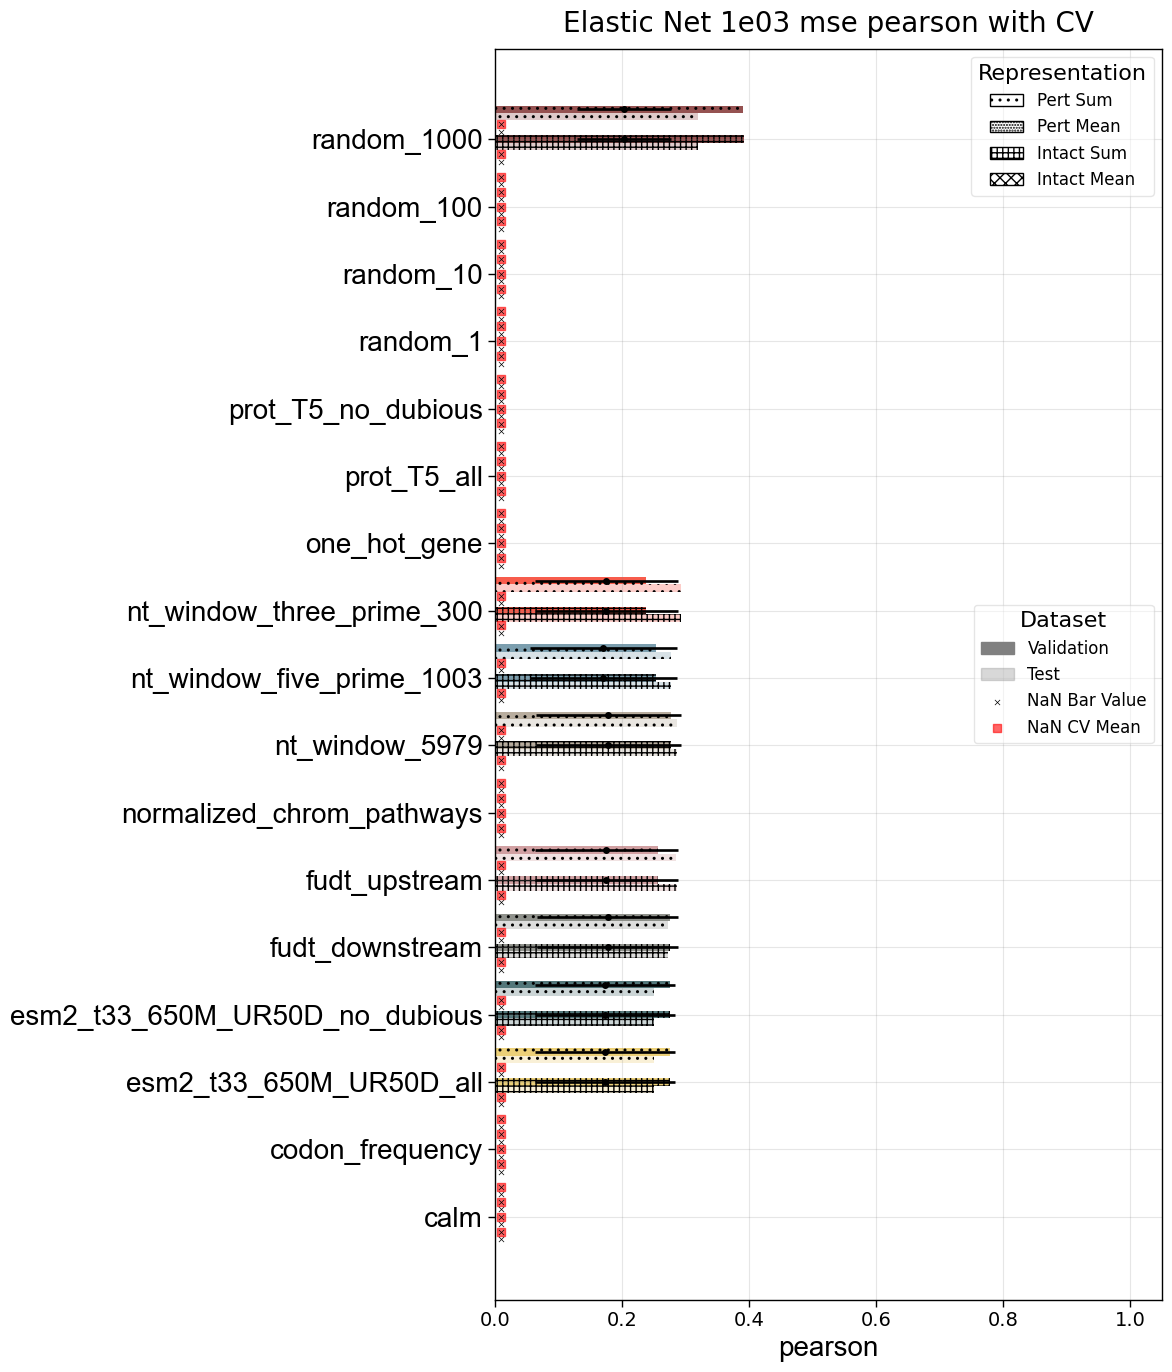 Elastic Net 1e03 mse pearson with CV
Representation
Pert Sum
Pert Mean
Intact Sum
Intact Mean
random_1000
random_100
random_10
random_1
prot_T5_no_dubious
prot_T5_all
one_hot_gene
nt_window_three_prime_300
nt_window_five_prime_1003
nt_window_5979
normalized_chrom_pathways
fudt_upstream
fudt_downstream
esm2_t33_650M_UR50D_no_dubious
esm2_t33_650M_UR50D_all
codon_frequency
calm
Dataset
Validation
Test
NaN Bar Value
NaN CV Mean
0.0 0.2 0.4 0.6 0.8 1.0
pearson